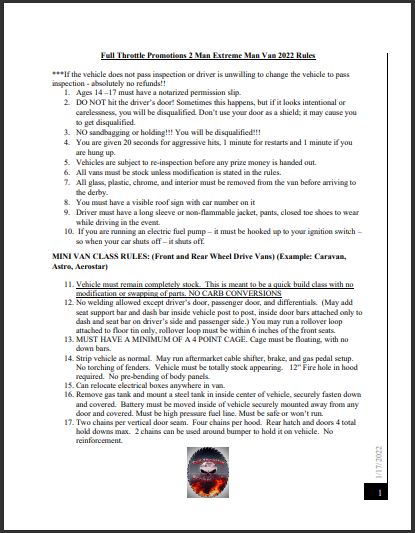 Full Throttle Promotions 2 Man Extreme Man Van 2022 Rules
***If the vehicle does not pass inspection or driver is unwilling to change the vehicle to pass
inspection - absolutely no refunds!!
1. Ages 14 –17 must have a notarized permission slip.
2. DO NOT hit the driver's door! Sometimes this happens, but if it looks intentional or
carelessness, you will be disqualified. Don't use your door as a shield; it may cause you
to get disqualified.
3. NO sandbagging or holding!!! You will be disqualified!!!
4. You are given 20 seconds for aggressive hits, 1 minute for restarts and 1 minute if you
are hung up.
5. Vehicles are subject to re-inspection before any prize money is handed out.
6. All vans must be stock unless modification is stated in the rules.
7. All glass, plastic, chrome, and interior must be removed from the van before arriving to
the derby.
8. You must have a visible roof sign with car number on it
9. Driver must have a long sleeve or non-flammable jacket, pants, closed toe shoes to wear
while driving in the event.
10. If you are running an electric fuel pump – it must be hooked up to your ignition switch –
so when your car shuts off – it shuts off.
MINI VAN CLASS RULES: (Front and Rear Wheel Drive Vans) (Example: Caravan,
Astro, Aerostar)
11. Vehicle must remain completely stock. This is meant to be a quick build class with no
modification or swapping of parts. NO CARB CONVERSIONS
12. No welding allowed except driver's door, passenger door, and differentials. (May add
seat support bar and dash bar inside vehicle post to post, inside door bars attached only to
dash and seat bar on driver's side and passenger side.) You may run a rollover loop
attached to floor tin only, rollover loop must be within 6 inches of the front seats.
13. MUST HAVE A MINIMUM OF A 4 POINT CAGE. Cage must be floating, with no
down bars.
14. Strip vehicle as normal. May run aftermarket cable shifter, brake, and gas pedal setup.
No torching of fenders. Vehicle must be totally stock appearing. 12" Fire hole in hood
required. No pre-bending of body panels.
15. Can relocate electrical boxes anywhere in van.
16. Remove gas tank and mount a steel tank in inside center of vehicle, securely fasten down
and covered. Battery must be moved inside of vehicle securely mounted away from any
door and covered. Must be high pressure fuel line. Must be safe or won't run.
17. Two chains per vertical door seam. Four chains per hood. Rear hatch and doors 4 total
hold downs max. 2 chains can be used around bumper to hold it on vehicle. No
reinforcement.
1/17/2022
1